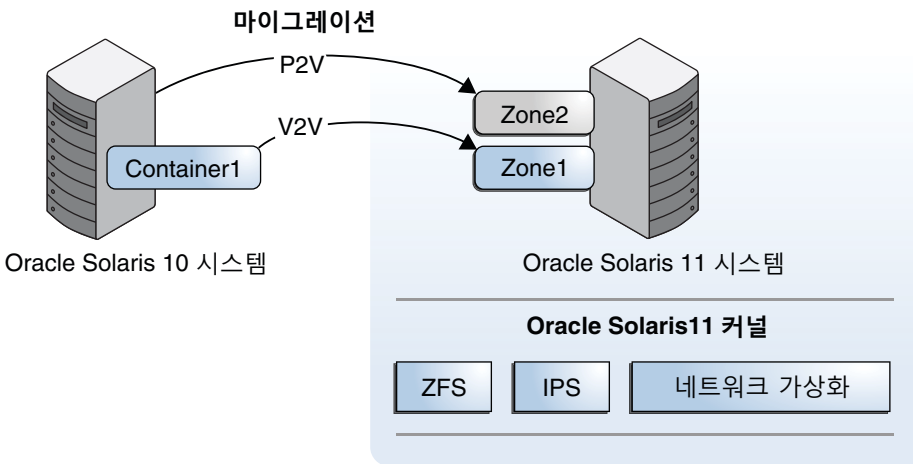 마이그레이션
P2V
V2V
Container1
Zone2
Zone1
Oracle Solaris 10 시스템
Oracle Solaris 11 시스템
Oracle Solaris11 커널
ZFS
IPS
네트워크 가상화